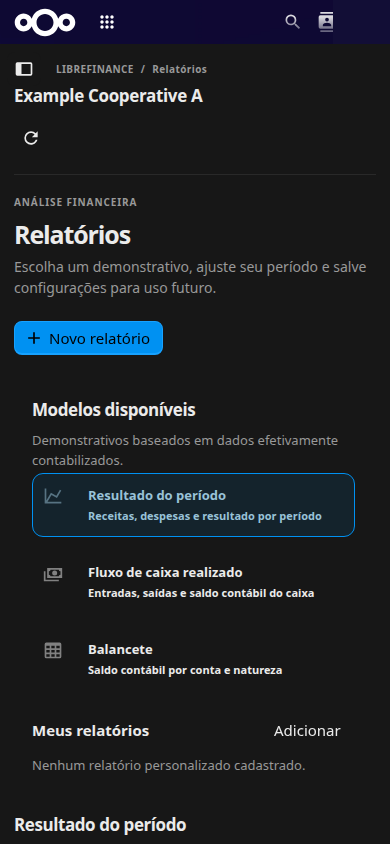 LIBREFINANCE / Relatórios
Example Cooperative A
ANÁLISE FINANCEIRA
Relatórios
Escolha um demonstrativo, ajuste seu período e salve
configurações para uso futuro.
+ Novo relatório
Modelos disponíveis
Demonstrativos baseados em dados efetivamente
contabilizados.
Resultado do período
Receitas, despesas e resultado por período
Fluxo de caixa realizado
Entradas, saídas e saldo contábil do caixa
Balancete
Saldo contábil por conta e natureza
Meus relatórios Adicionar
Nenhum relatório personalizado cadastrado.
Resultado do período